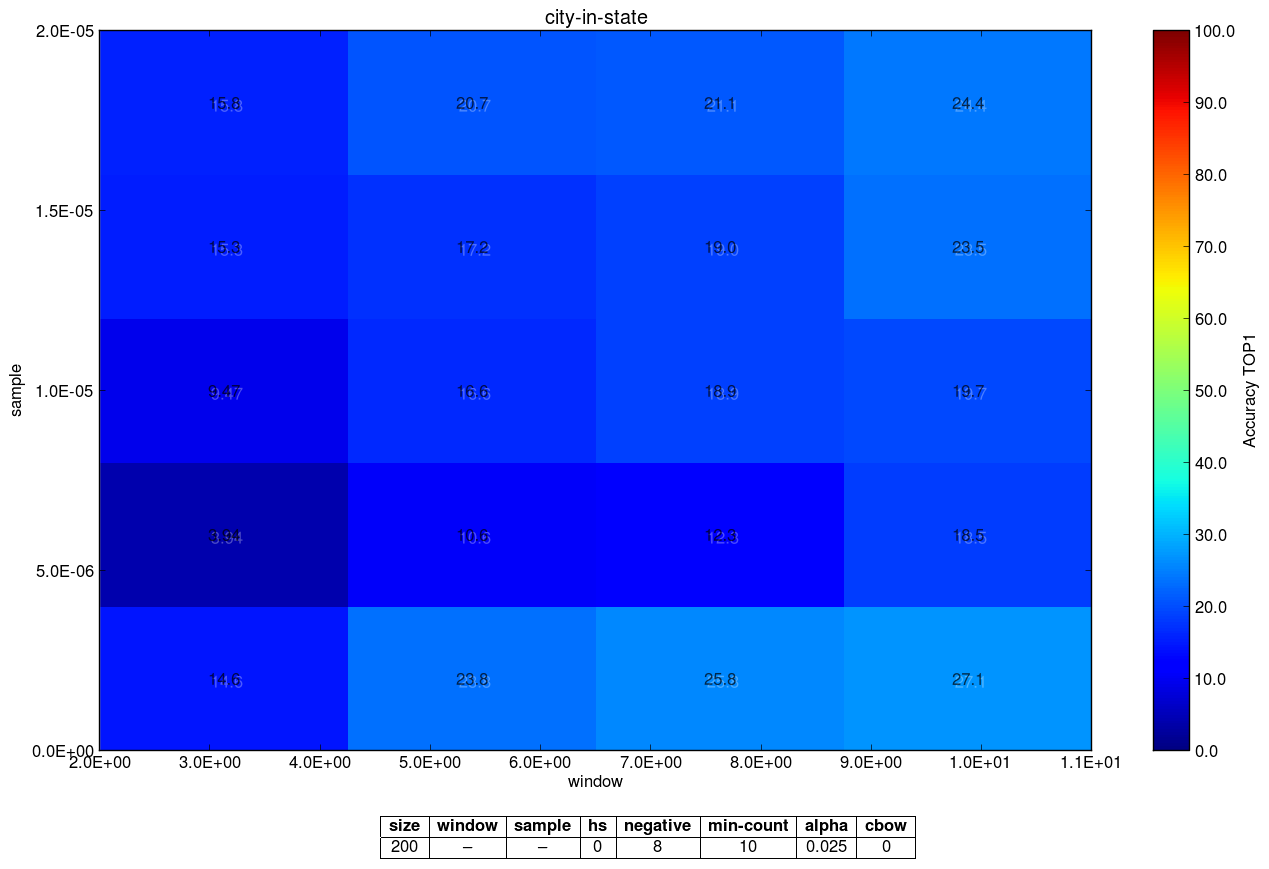 city-in-state
2.0E-05
1.5E-05
1.0E-05
5.0E-06
0.0E+00
sample
15.8 20.7 21.1 24.4
15.3 17.2 19.0 23.5
9.47 16.6 18.9 19.7
3.94 10.6 12.3 18.5
14.6 23.8 25.8 27.1
2.0E+00 3.0E+00 4.0E+00 5.0E+00 6.0E+00 7.0E+00 8.0E+00 9.0E+00 1.0E+01 1.1E+01
window
100.0
90.0
80.0
70.0
60.0
50.0
40.0
30.0
20.0
10.0
0.0
Accuracy TOP1
size window sample hs negative min-count alpha cbow
200 – – 0 8 10 0.025 0